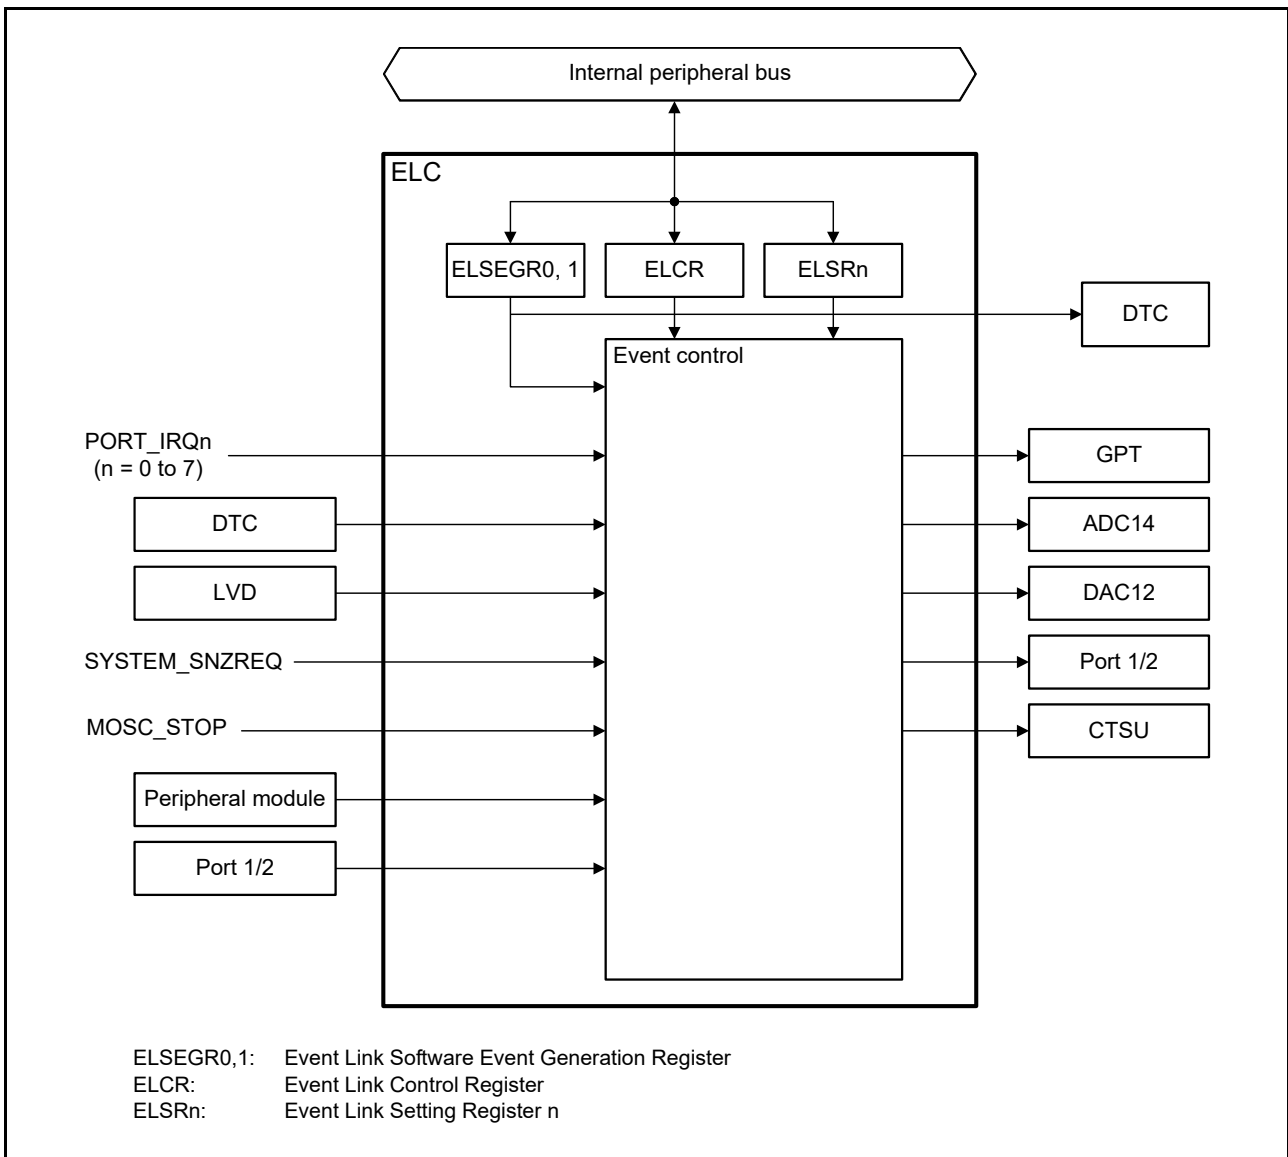 Internal peripheral bus
ELC
ELSEGR0, 1
ELCR
ELSRn
DTC
Event control
PORT_IRQn
(n = 0 to 7)
GPT
DTC
ADC14
LVD
DAC12
SYSTEM_SNZREQ
Port 1/2
MOSC_STOP
CTSU
Peripheral module
Port 1/2
ELSEGR0,1: Event Link Software Event Generation Register
ELCR: Event Link Control Register
ELSRn: Event Link Setting Register n